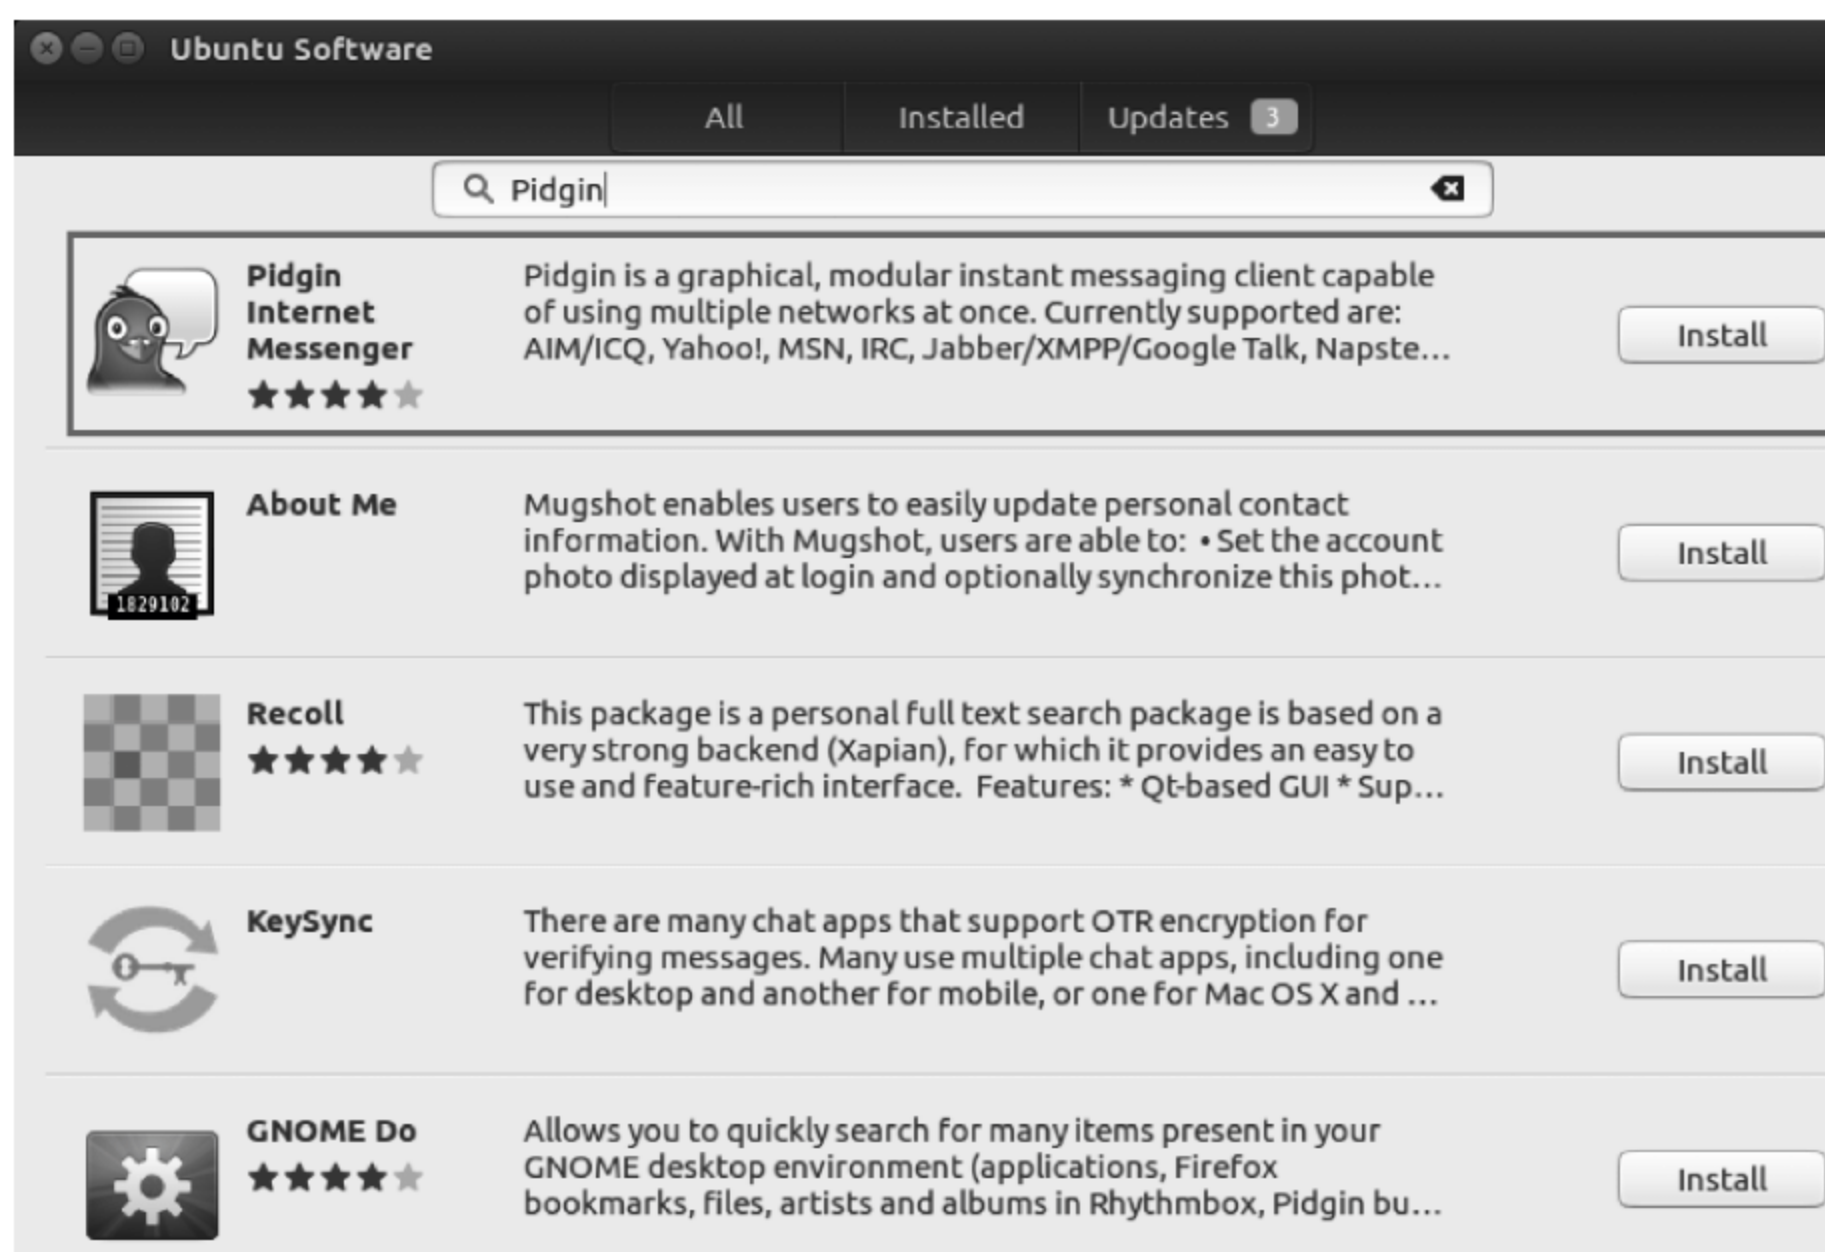 Ubuntu Software
All
Installed
Updates 3
Pidgin
Pidgin
Internet
Messenger
Pidgin is a graphical, modular instant messaging client capable
of using multiple networks at once. Currently supported are:
AIM/ICQ, Yahoo!, MSN, IRC, Jabber/XMPP/Google Talk, Napste...
Install
About Me
1829102
Mugshot enables users to easily update personal contact
information. With Mugshot, users are able to: • Set the account
photo displayed at login and optionally synchronize this phot...
Install
Recoll
This package is a personal full text search package is based on a
very strong backend (Xapian), for which it provides an easy to
use and feature-rich interface. Features: * Qt-based GUI * Sup...
Install
KeySync
There are many chat apps that support OTR encryption for
verifying messages. Many use multiple chat apps, including one
for desktop and another for mobile, or one for Mac OS X and ...
Install
GNOME Do
Allows you to quickly search for many items present in your
GNOME desktop environment (applications, Firefox
bookmarks, files, artists and albums in Rhythmbox, Pidgin bu...
Install